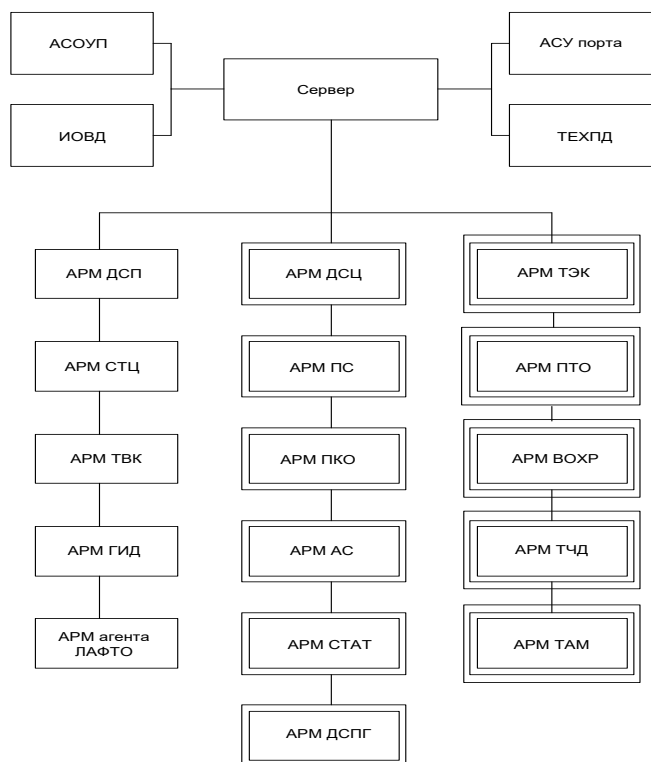 АСОУП
АСУ порта
Сервер
ИОВД
ТЕХПД
АРМ ДСП
АРМ ДСЦ
АРМ ТЭК
АРМ СТЦ
АРМ ПС
АРМ ПТО
АРМ ТВК
АРМ ПКО
АРМ ВОХР
АРМ ГИД
АРМ АС
АРМ ТЧД
АРМ агента
ЛАФТО
АРМ СТАТ
АРМ ТАМ
АРМ ДСПГ